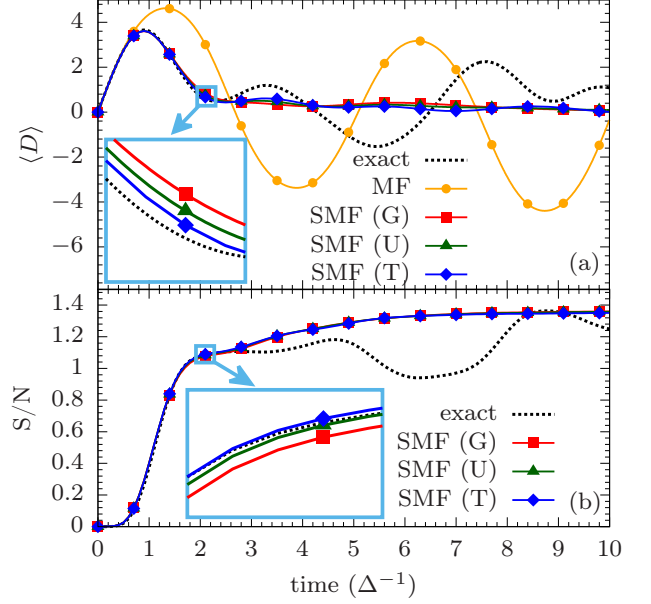 4
2
0
−2
−4
−6
⟨D⟩
exact
MF
SMF (G)
SMF (U)
SMF (T)
(a)
1.4
1.2
1
0.8
0.6
0.4
0.2
0
S/N
exact
SMF (G)
SMF (U)
SMF (T)
(b)
0 1 2 3 4 5 6 7 8 9 10
time (Δ⁻¹)